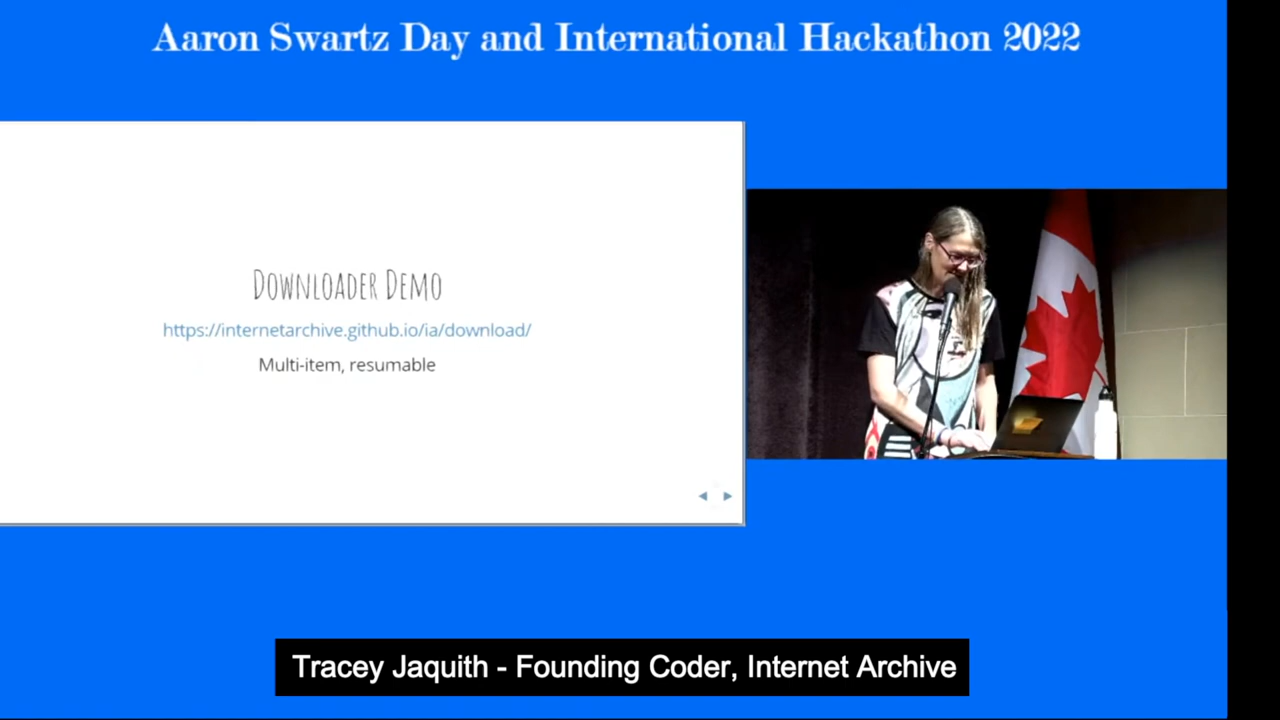 Aaron Swartz Day and International Hackathon 2022
Downloader Demo
https://internetarchive.github.io/ia/download/
Multi-item, resumable
Tracey Jaquith - Founding Coder, Internet Archive